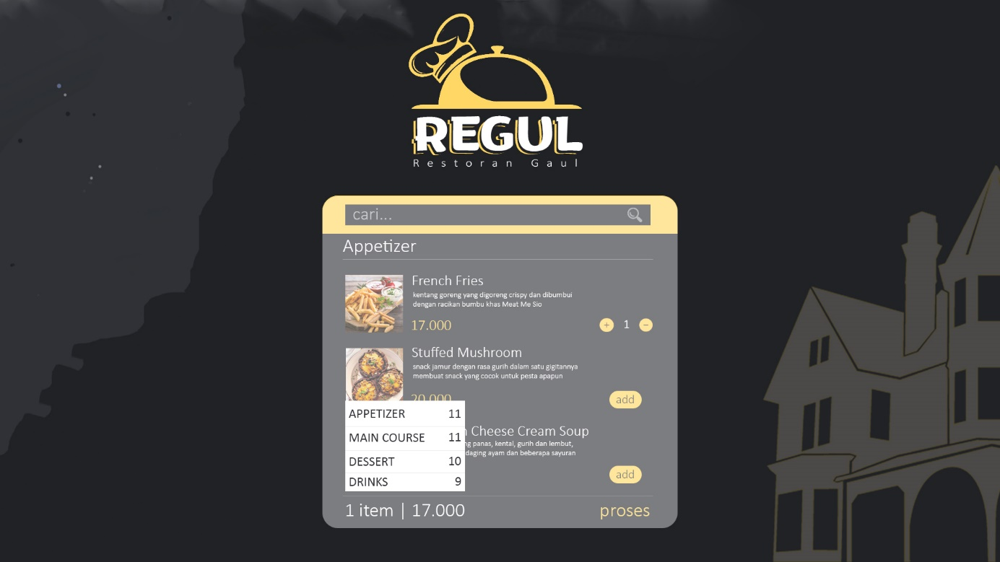 REGUL
Restoran Gaul
cari...
Appetizer
French Fries
kentang goreng yang digoreng crispy dan dibumbui
dengan racikan bumbu khas Meat Me Sio
17.000
+ 1 −
Stuffed Mushroom
snack jamur dengan rasa gurih dalam satu gigitannya
membuat snack yang cocok untuk pesta apapun
20.000
add
APPETIZER 11
MAIN COURSE 11
DESSERT 10
DRINKS 9
Cheese Cream Soup
panas, kental, gurih dan lembut,
daging ayam dan beberapa sayuran
add
1 item | 17.000
proses